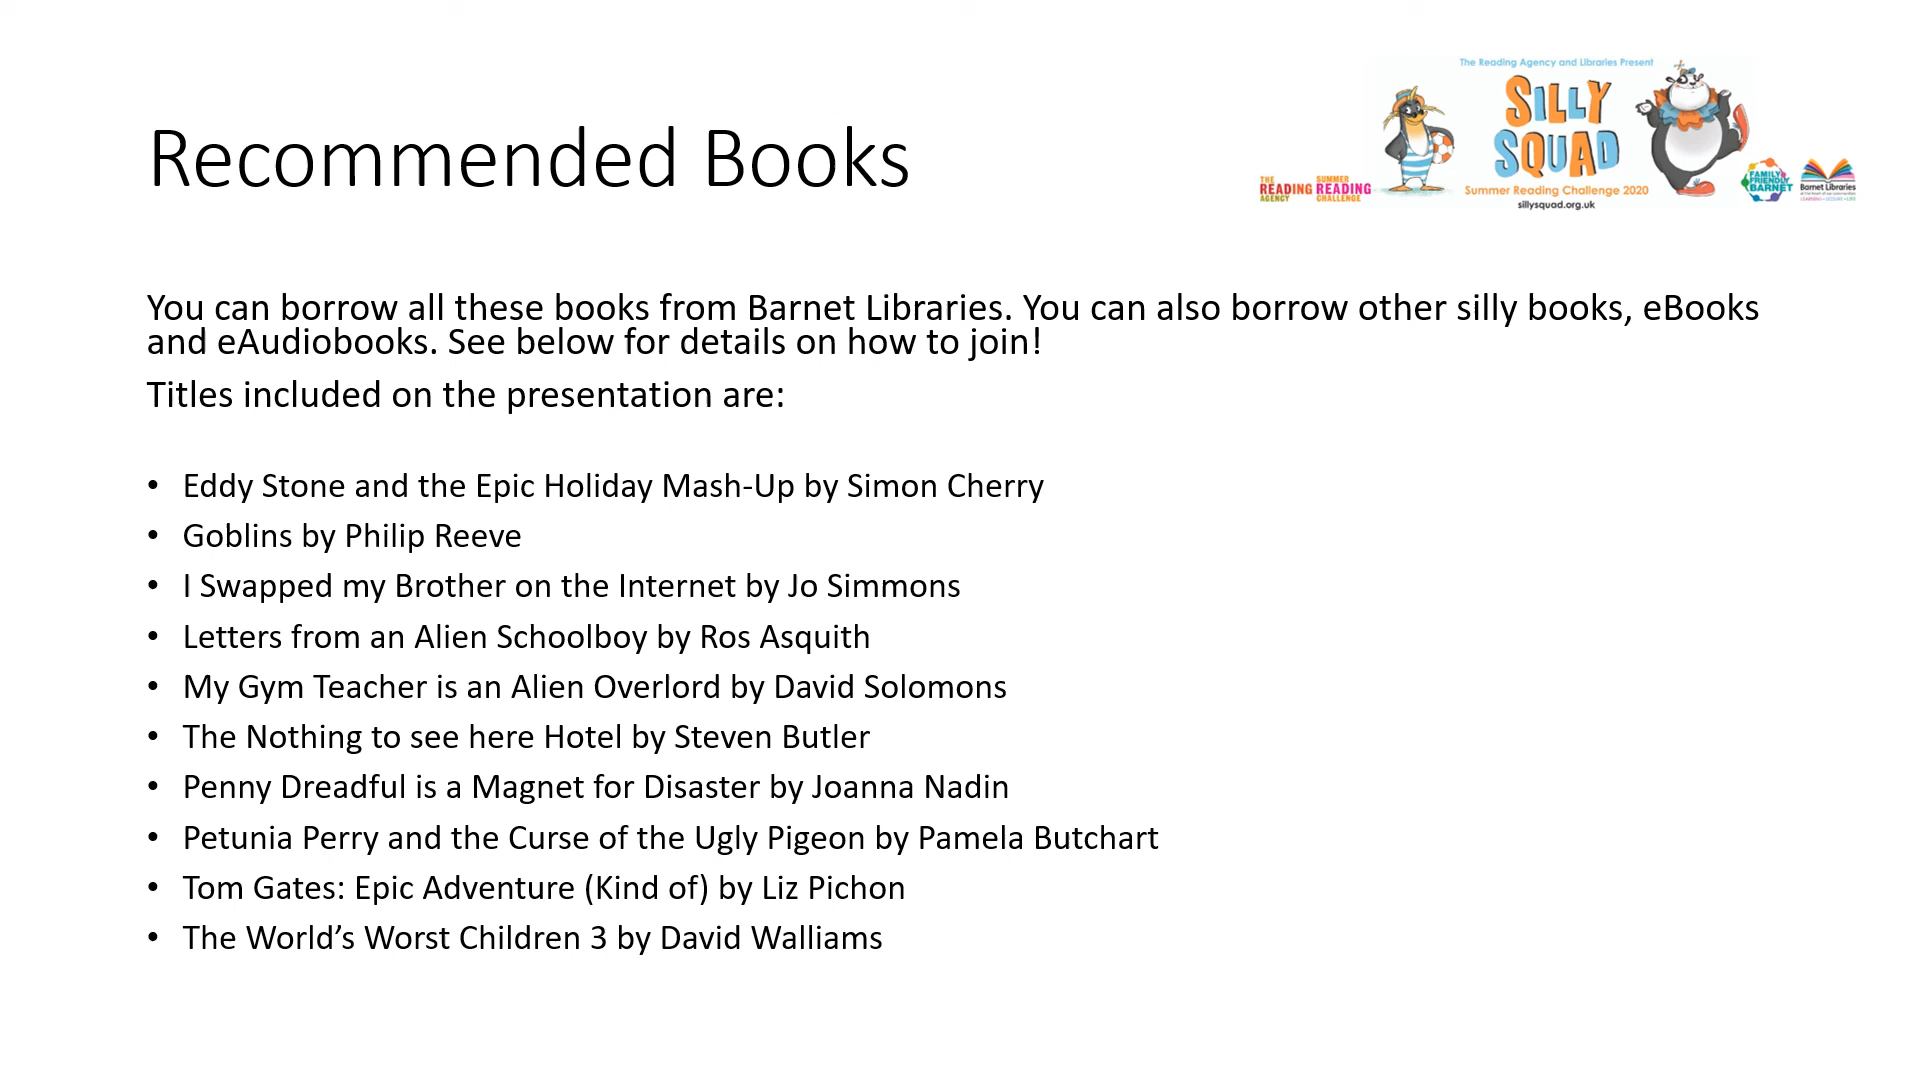 The Reading Agency and Libraries Present
SILLY
SQUAD
Summer Reading Challenge 2020
sillysquad.org.uk
THE
READING
AGENCY
SUMMER
READING
CHALLENGE
FAMILY
FRIENDLY
BARNET
Barnet Libraries
LEARNING • LEISURE • LIFE
Recommended Books
You can borrow all these books from Barnet Libraries. You can also borrow other silly books, eBooks
and eAudiobooks. See below for details on how to join!
Titles included on the presentation are:
• Eddy Stone and the Epic Holiday Mash-Up by Simon Cherry
• Goblins by Philip Reeve
• I Swapped my Brother on the Internet by Jo Simmons
• Letters from an Alien Schoolboy by Ros Asquith
• My Gym Teacher is an Alien Overlord by David Solomons
• The Nothing to see here Hotel by Steven Butler
• Penny Dreadful is a Magnet for Disaster by Joanna Nadin
• Petunia Perry and the Curse of the Ugly Pigeon by Pamela Butchart
• Tom Gates: Epic Adventure (Kind of) by Liz Pichon
• The World’s Worst Children 3 by David Walliams